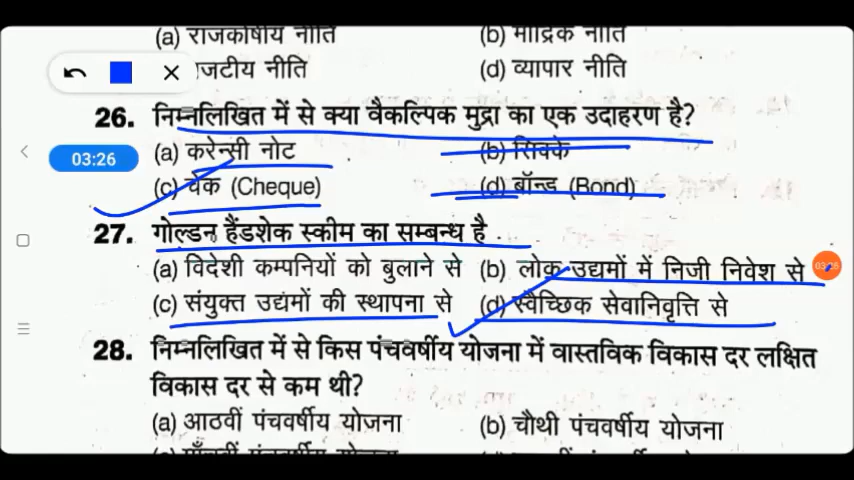 (a) राजकोषीय नीति (b) मौद्रिक नीति
नीति (d) व्यापार नीति
26. निम्नलिखित में से क्या वैकल्पिक मुद्रा का एक उदाहरण है?
(a) करेन्सी नोट (b) सिक्के
03:26
(c) चेक (Cheque) (d) बॉन्ड (Bond)
27. गोल्डन हैंडशेक स्कीम का सम्बन्ध है
(a) विदेशी कम्पनियों को बुलाने से (b) लोक उद्यमों में निजी निवेश से
(c) संयुक्त उद्यमों की स्थापना से (d) स्वैच्छिक सेवानिवृत्ति से
28. निम्नलिखित में से किस पंचवर्षीय योजना में वास्तविक विकास दर लक्षित
विकास दर से कम थी?
(a) आठवीं पंचवर्षीय योजना (b) चौथी पंचवर्षीय योजना